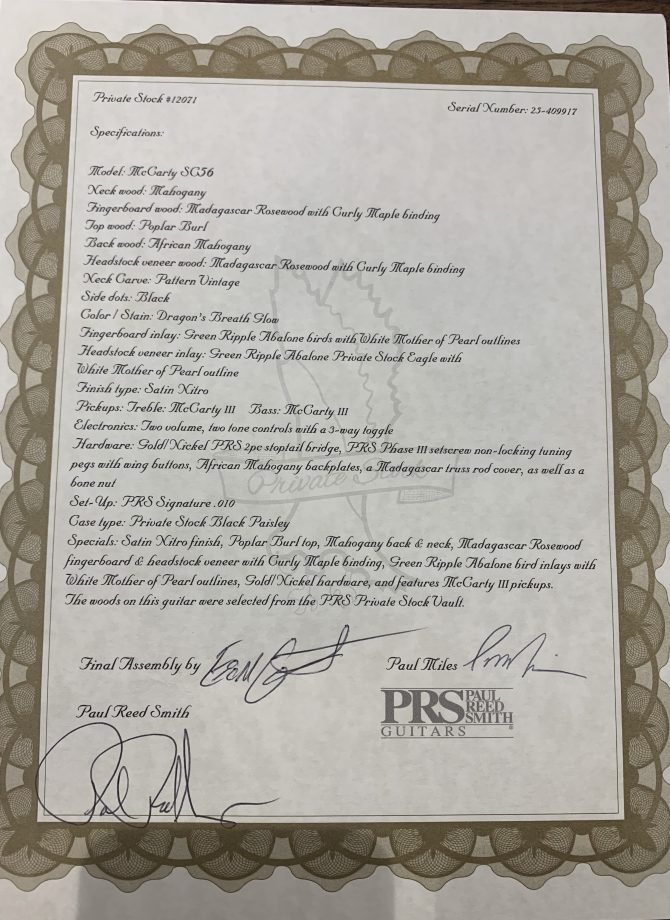 Private Stock #12071
Serial Number: 25-409917
Specifications:
Model: McCarty SC56
Neck wood: Mahogany
Fingerboard wood: Madagascar Rosewood with Curly Maple binding
Top wood: Poplar Burl
Back wood: African Mahogany
Headstock veneer wood: Madagascar Rosewood with Curly Maple binding
Neck Carve: Pattern Vintage
Side dots: Black
Color / Stain: Dragon's Breath Glow
Fingerboard inlay: Green Ripple Abalone birds with White Mother of Pearl outlines
Headstock veneer inlay: Green Ripple Abalone Private Stock Eagle with
White Mother of Pearl outline
Finish type: Satin Nitro
Pickups: Treble: McCarty III Bass: McCarty III
Electronics: Two volume, two tone controls with a 3-way toggle
Hardware: Gold/Nickel PRS 2pc stoptail bridge, PRS Phase III setscrew non-locking tuning
pegs with wing buttons, African Mahogany backplates, a Madagascar truss rod cover, as well as a
bone nut
Private Stock
Set-Up: PRS Signature .010
Case type: Private Stock Black Paisley
Specials: Satin Nitro finish, Poplar Burl top, Mahogany back & neck, Madagascar Rosewood
fingerboard & headstock veneer with Curly Maple binding, Green Ripple Abalone bird inlays with
White Mother of Pearl outlines, Gold/Nickel hardware, and features McCarty III pickups.
The woods on this guitar were selected from the PRS Private Stock Vault.
Final Assembly by
Paul Miles
Paul Reed Smith
PRS PAUL REED SMITH®
GUITARS